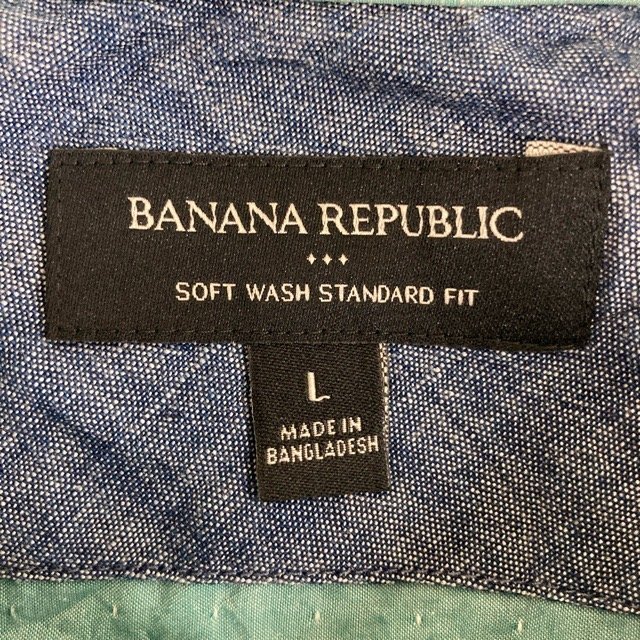 BANANA REPUBLIC
SOFT WASH STANDARD FIT
L
MADE IN
BANGLADESH